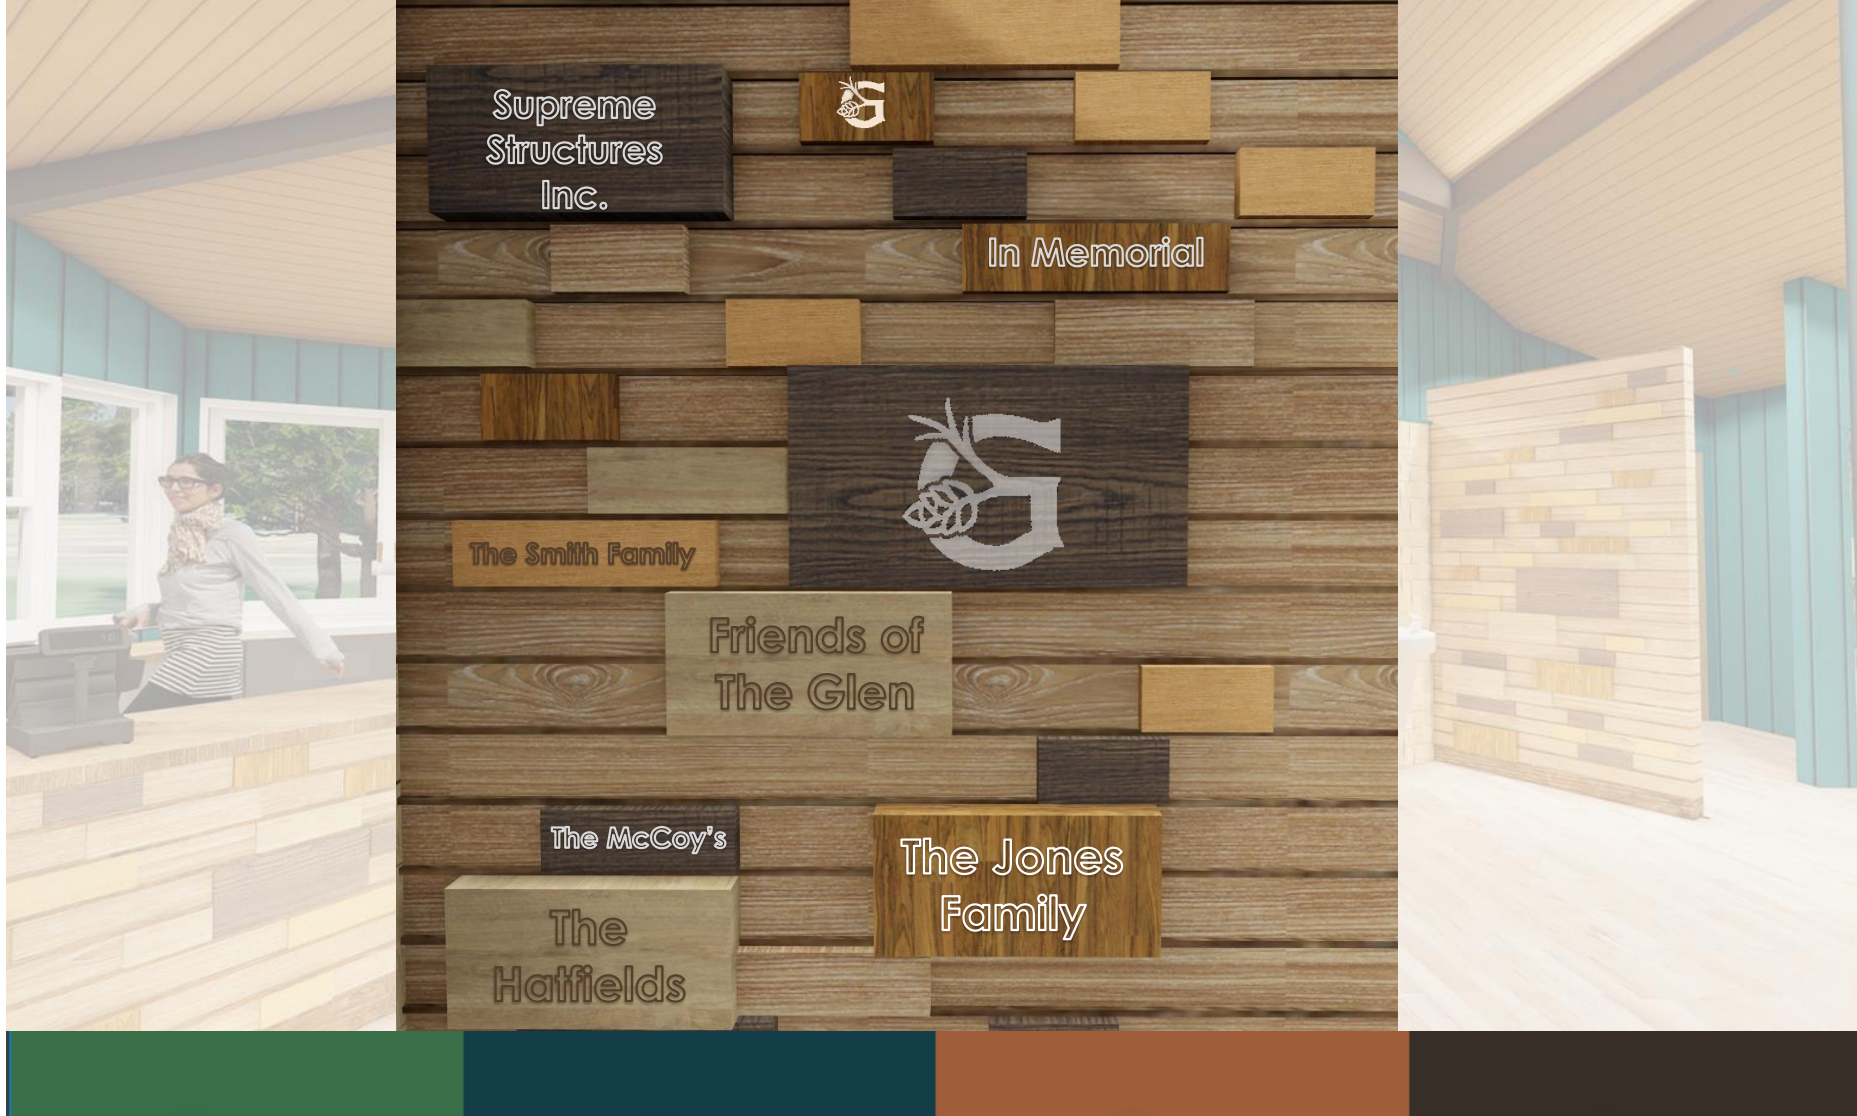 Supreme
Structures
Inc.
G
In Memorial
G
The Smith Family
Friends of
The Glen
The McCoy's
The Jones
Family
The
Hatfields